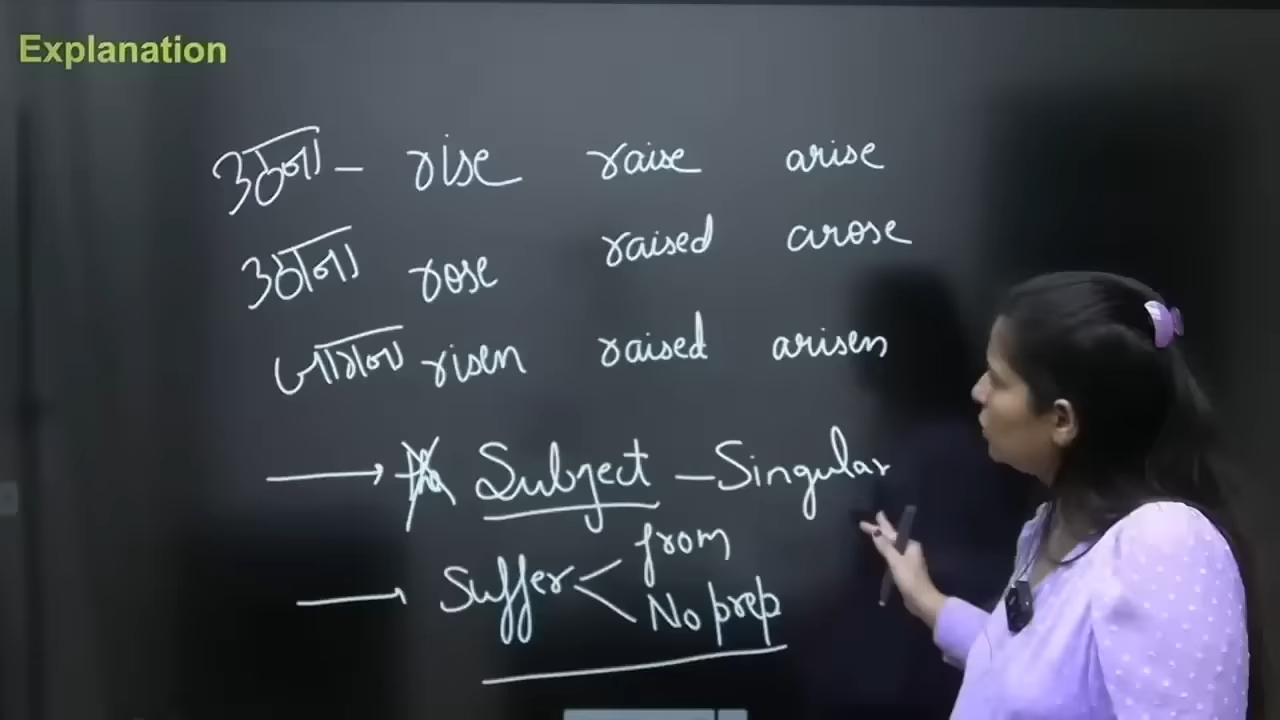 Explanation
उठना - rise raise arise
उठाना rose raised arose
जागना risen raised arisen
→ Subject - Singular
→ Suffer < from
No prep